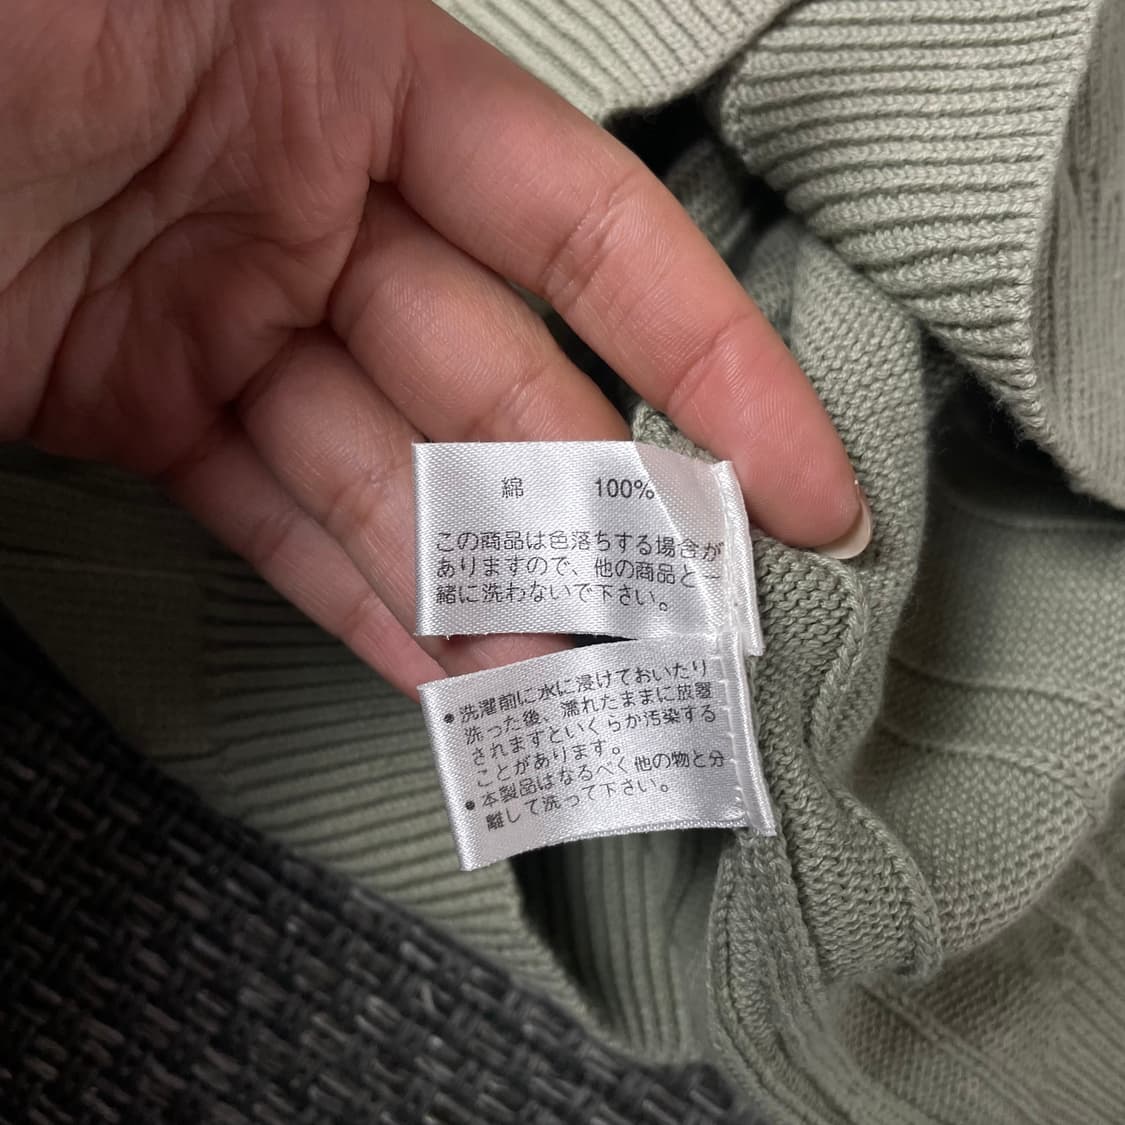 綿 100%
この商品は色落ちする場合が
ありますので、他の商品と一
緒に洗わないで下さい。
●洗濯前に水に浸けておいたり
洗った後、濡れたままに放置
されますといくらか汚染する
ことがあります。
●本製品はなるべく他の物と分
離して洗って下さい。